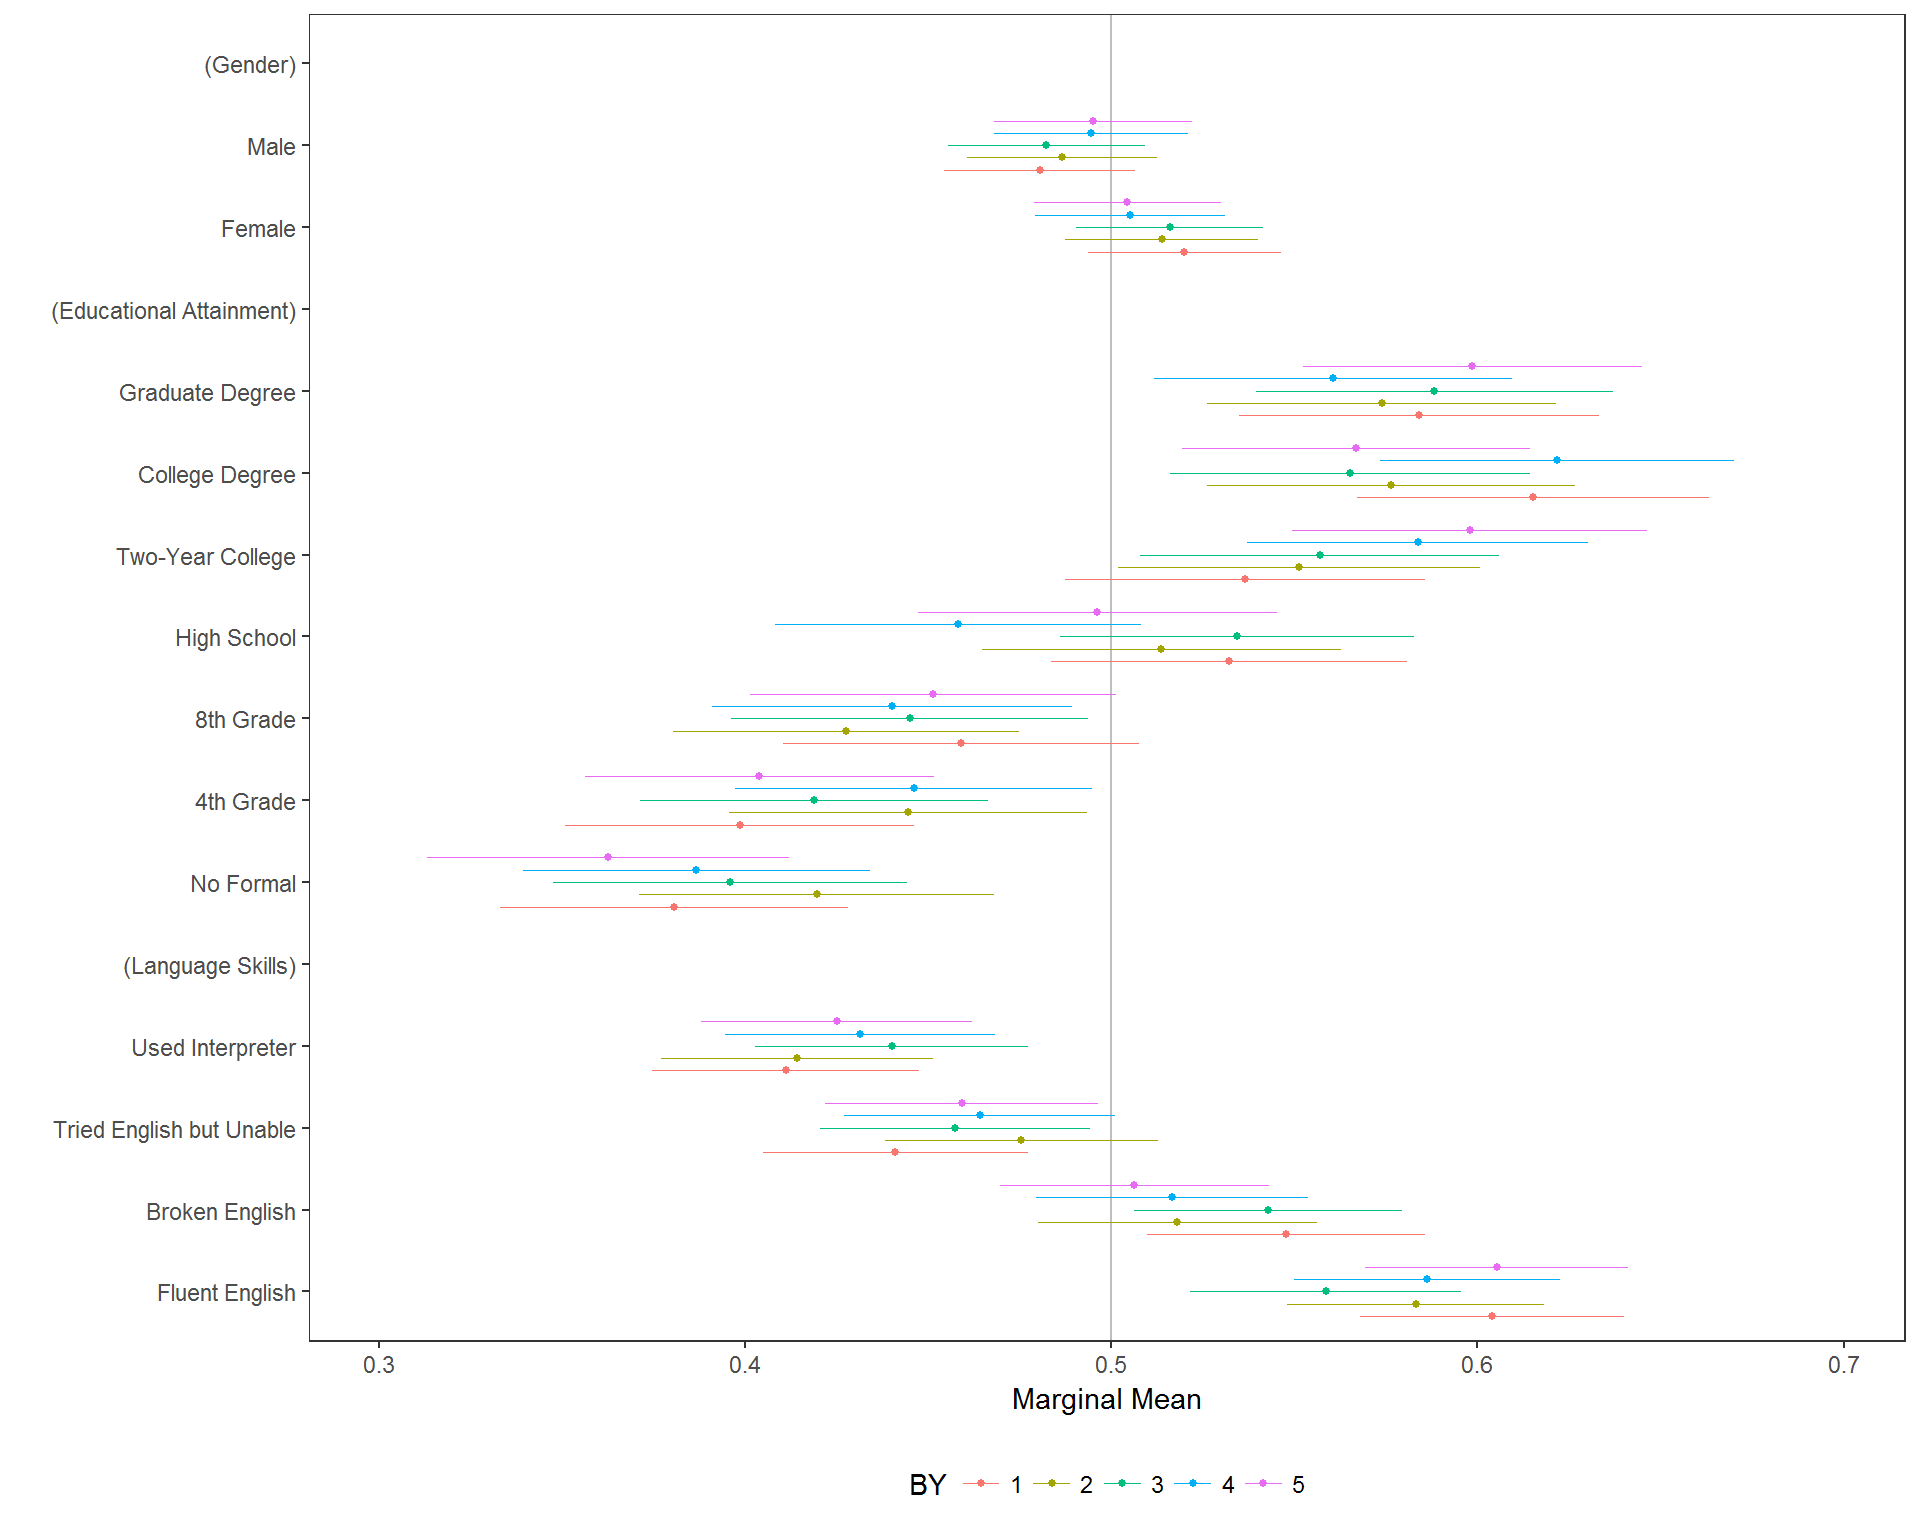 (Gender)
Male
Female
(Educational Attainment)
Graduate Degree
College Degree
Two-Year College
High School
8th Grade
4th Grade
No Formal
(Language Skills)
Used Interpreter
Tried English but Unable
Broken English
Fluent English
0.3 0.4 0.5 0.6 0.7
Marginal Mean
BY 1 2 3 4 5